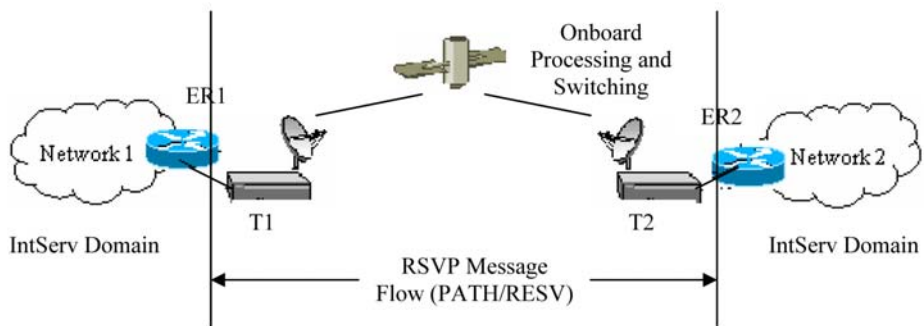 Onboard
Processing and
Switching
ER1
ER2
Network 1
Network 2
T1
T2
IntServ Domain
IntServ Domain
RSVP Message
Flow (PATH/RESV)